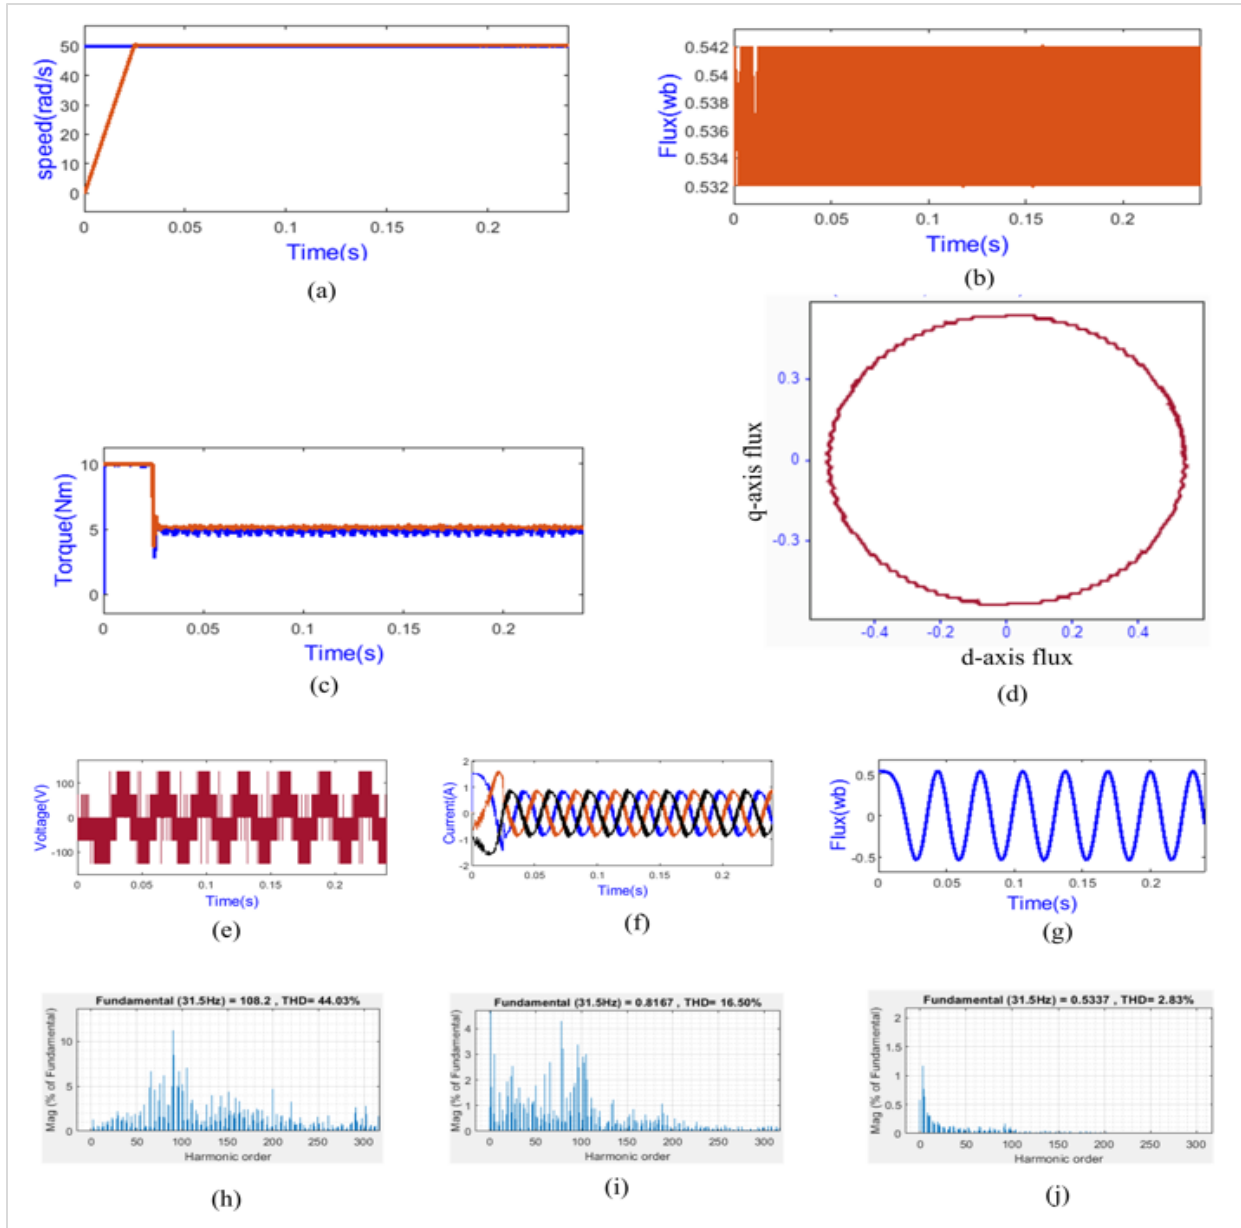 speed(rad/s)
50
40
30
20
10
0
0 0.05 0.1 0.15 0.2
Time(s)
(a)
Flux(wb)
0.542
0.54
0.538
0.536
0.534
0.532
0 0.05 0.1 0.15 0.2
Time(s)
(b)
Torque(Nm)
10
5
0
0 0.05 0.1 0.15 0.2
Time(s)
(c)
q-axis flux
0.3
0
-0.3
-0.4 -0.2 0 0.2 0.4
d-axis flux
(d)
Voltage(V)
100
0
-100
0 0.05 0.1 0.15 0.2
Time(s)
(e)
Current(A)
2
1
0
-1
-2
0 0.05 0.1 0.15 0.2
Time(s)
(f)
Flux(wb)
0.5
0
-0.5
0 0.05 0.1 0.15 0.2
Time(s)
(g)
Fundamental (31.5Hz) = 108.2 , THD= 44.03%
Mag (% of Fundamental)
10
5
0
0 50 100 150 200 250 300
Harmonic order
(h)
Fundamental (31.5Hz) = 0.8167 , THD= 16.50%
Mag (% of Fundamental)
4
3
2
1
0
0 50 100 150 200 250 300
Harmonic order
(i)
Fundamental (31.5Hz) = 0.5337 , THD= 2.83%
Mag (% of Fundamental)
2
1.5
1
0.5
0
0 50 100 150 200 250 300
Harmonic order
(j)